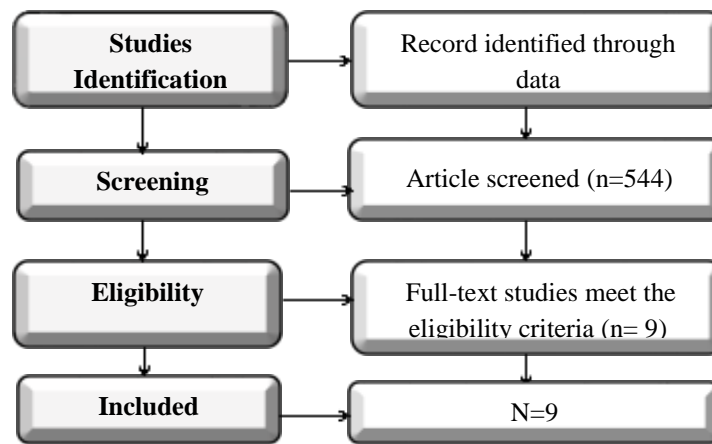 Studies
Identification
Record identified through
data
Screening
Article screened (n=544)
Eligibility
Full-text studies meet the
eligibility criteria (n= 9)
Included
N=9